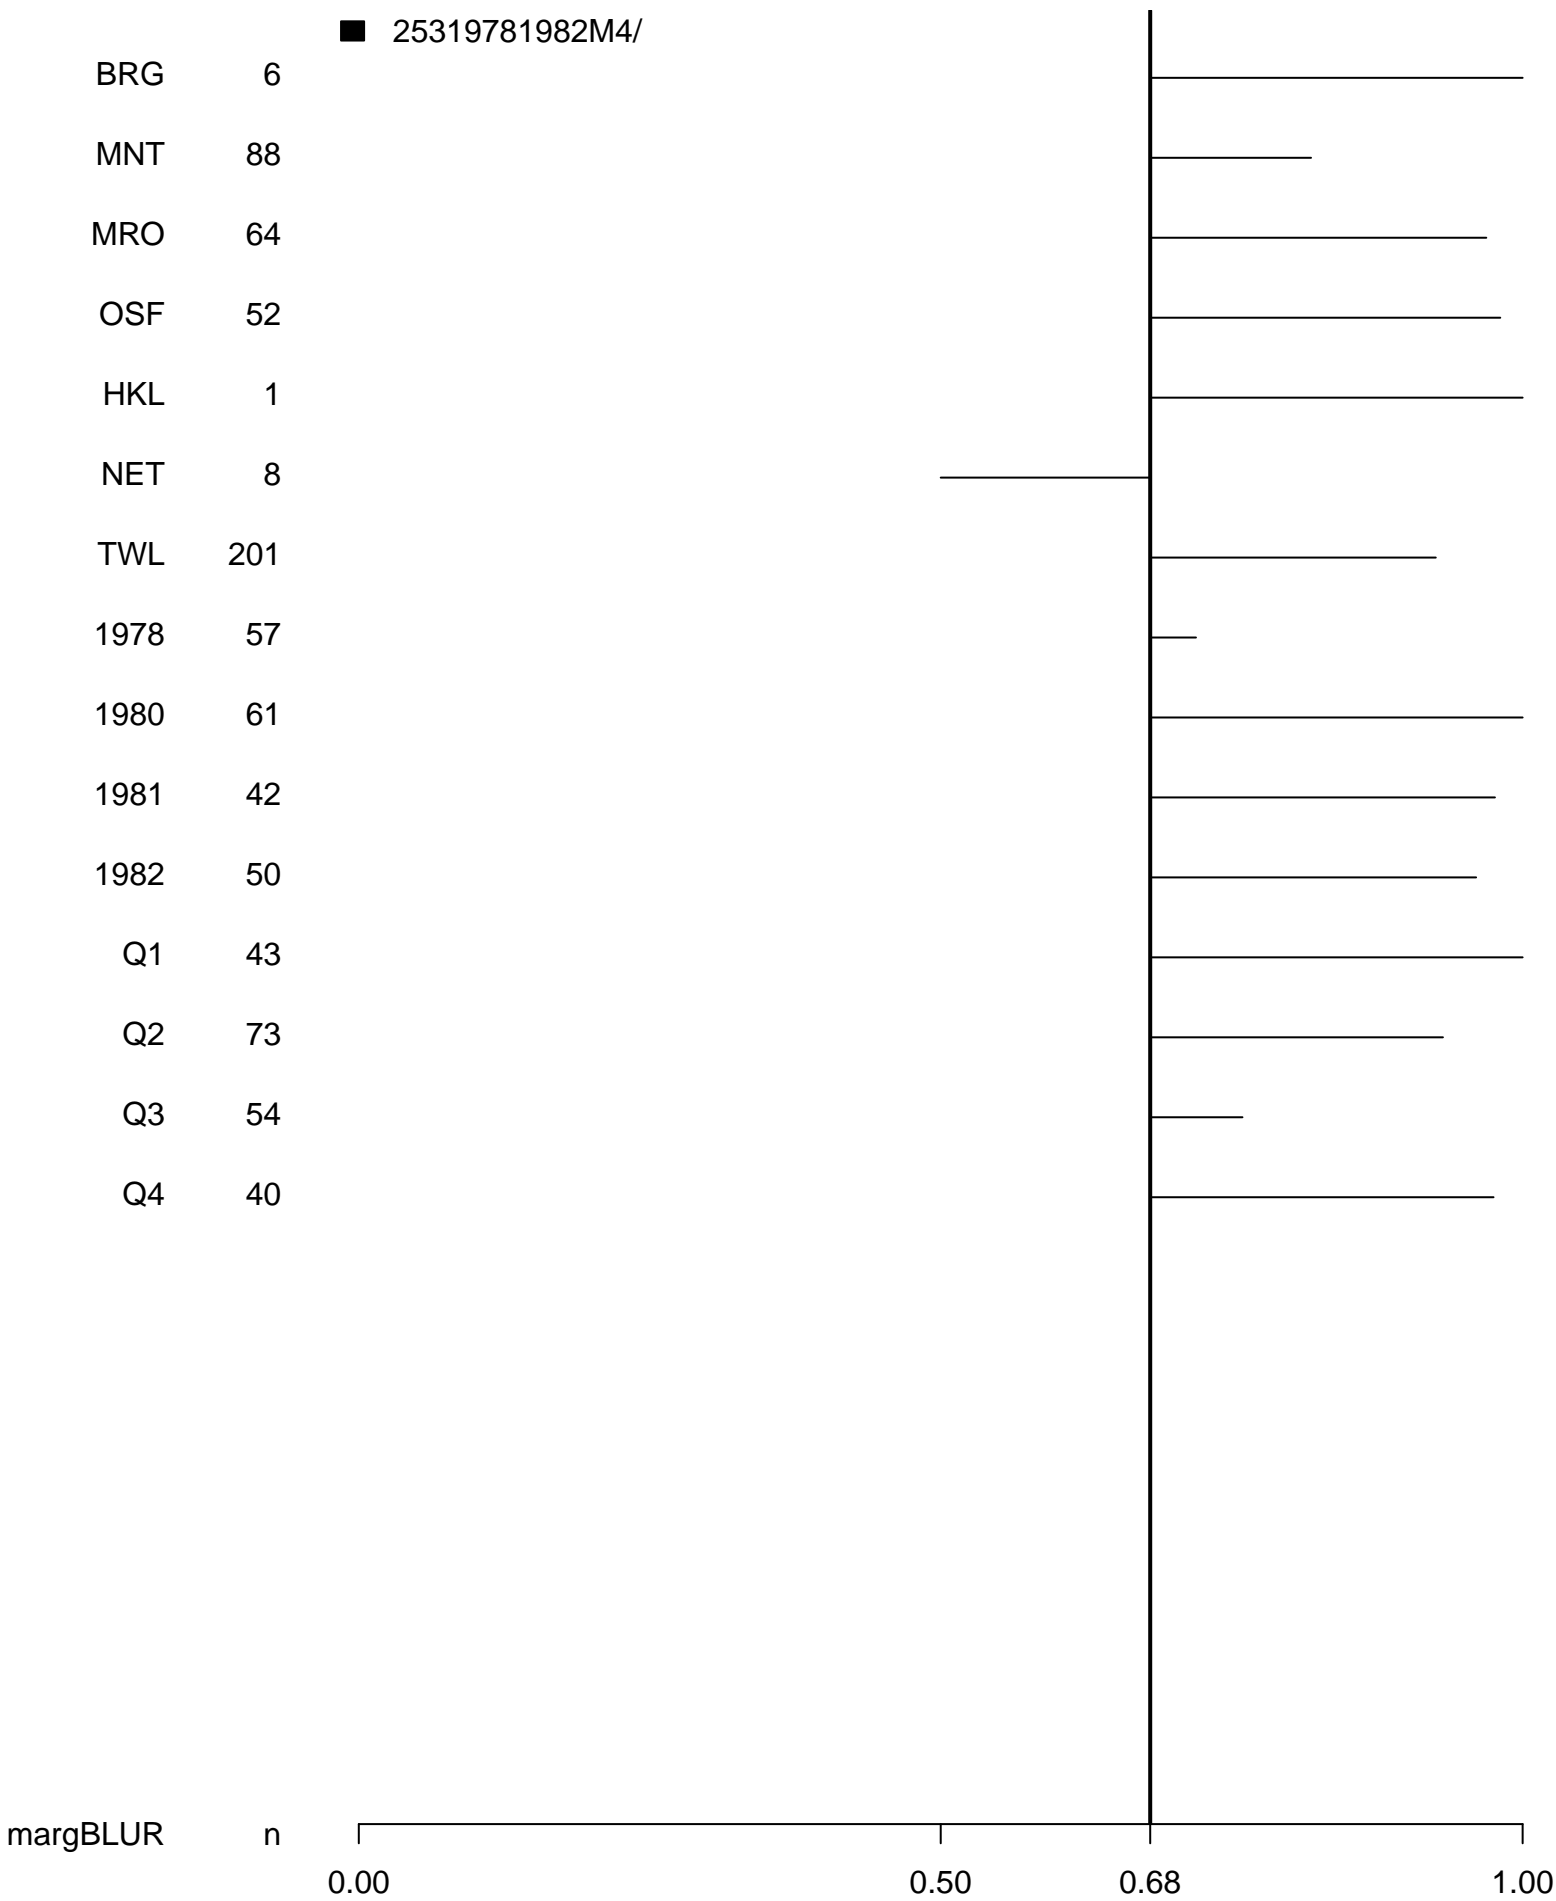 25319781982M4/
BRG 6
MNT 88
MRO 64
OSF 52
HKL 1
NET 8
TWL 201
1978 57
1980 61
1981 42
1982 50
Q1 43
Q2 73
Q3 54
Q4 40
margBLUR n
0.00 0.50 0.68 1.00